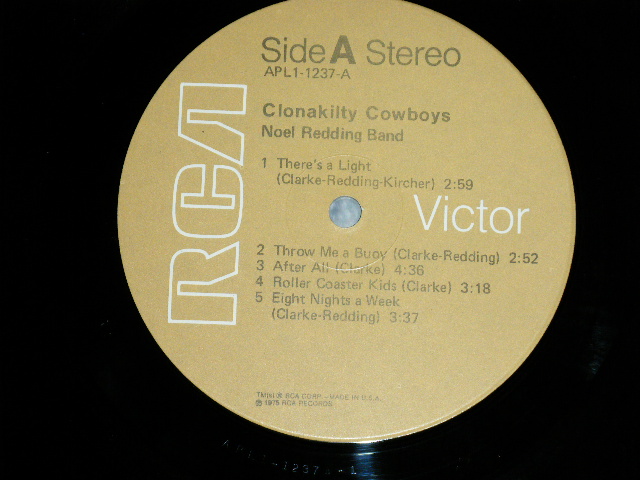 Side A Stereo
APL1-1237-A
Clonakilty Cowboys
Noel Redding Band
1 There's a Light
(Clarke-Redding-Kircher) 2:59
RCA
Victor
2 Throw Me a Buoy (Clarke-Redding) 2:52
3 After All (Clarke) 4:36
4 Roller Coaster Kids (Clarke) 3:18
5 Eight Nights a Week
(Clarke-Redding) 3:37
Tmk(s) ® RCA CORP.-MADE IN U.S.A.
℗ 1975 RCA RECORDS